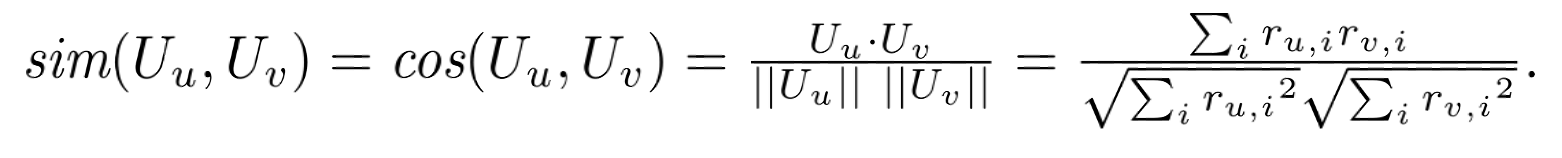 $sim(U_u, U_v) = cos(U_u, U_v) = \frac{U_u \cdot U_v}{||U_u|| \ ||U_v||} = \frac{\sum_i r_{u,i} r_{v,i}}{\sqrt{\sum_i {r_{u,i}}^2} \sqrt{\sum_i {r_{v,i}}^2}}.$